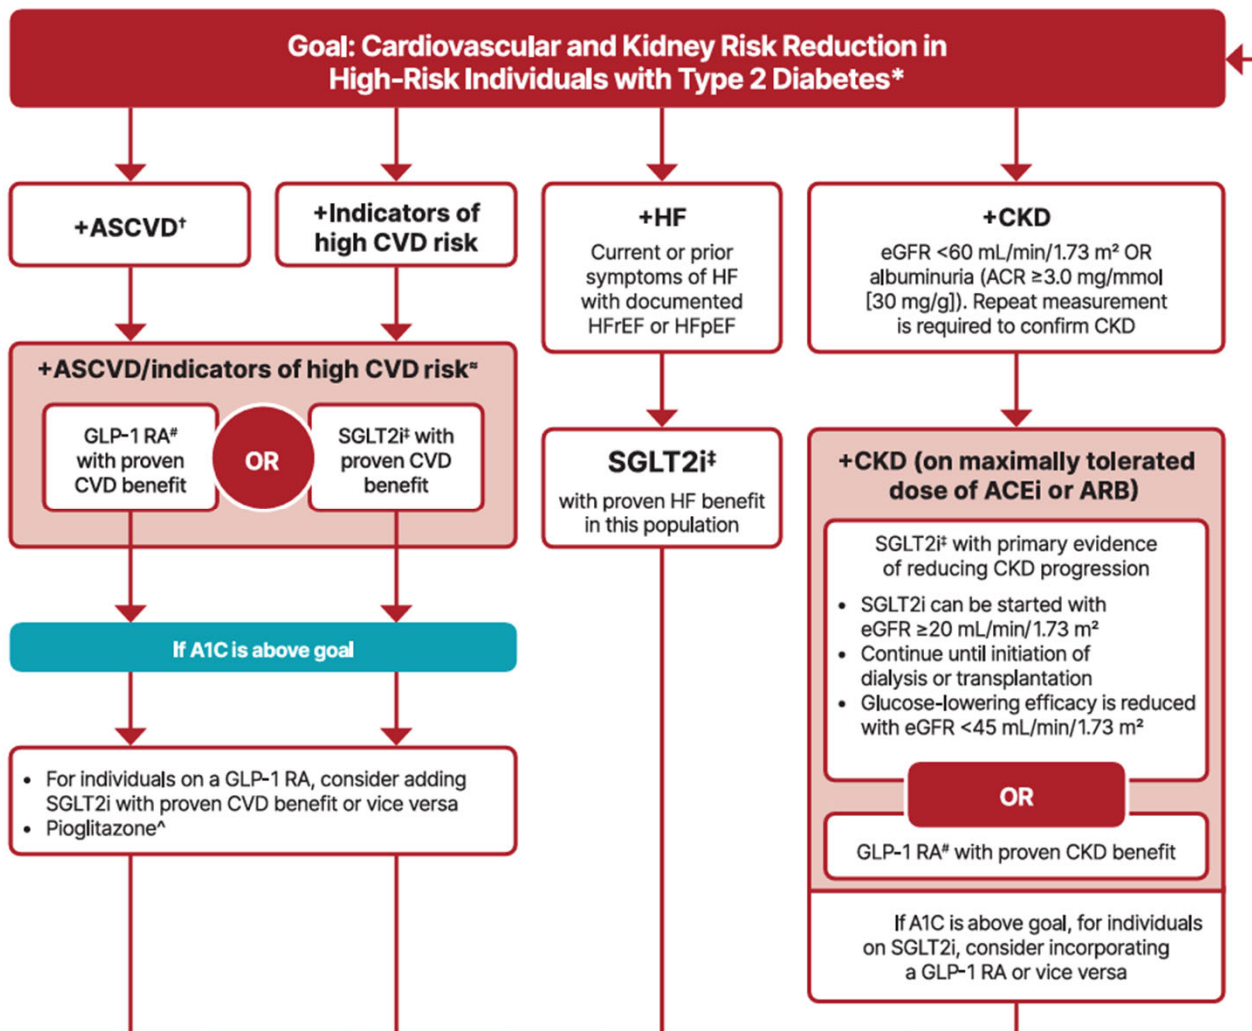 Goal: Cardiovascular and Kidney Risk Reduction in
High-Risk Individuals with Type 2 Diabetes*
+ASCVD†
+Indicators of
high CVD risk
+HF
Current or prior
symptoms of HF
with documented
HFrEF or HFpEF
+CKD
eGFR <60 mL/min/1.73 m² OR
albuminuria (ACR ≥3.0 mg/mmol
[30 mg/g]). Repeat measurement
is required to confirm CKD
+ASCVD/indicators of high CVD risk≈
GLP-1 RA#
with proven
CVD benefit
OR
SGLT2i‡ with
proven CVD
benefit
SGLT2i‡
with proven HF benefit
in this population
+CKD (on maximally tolerated
dose of ACEi or ARB)
SGLT2i‡ with primary evidence
of reducing CKD progression
• SGLT2i can be started with
eGFR ≥20 mL/min/1.73 m²
• Continue until initiation of
dialysis or transplantation
• Glucose-lowering efficacy is reduced
with eGFR <45 mL/min/1.73 m²
OR
GLP-1 RA# with proven CKD benefit
If A1C is above goal, for individuals
on SGLT2i, consider incorporating
a GLP-1 RA or vice versa
If A1C is above goal
• For individuals on a GLP-1 RA, consider adding
SGLT2i with proven CVD benefit or vice versa
• Pioglitazone^